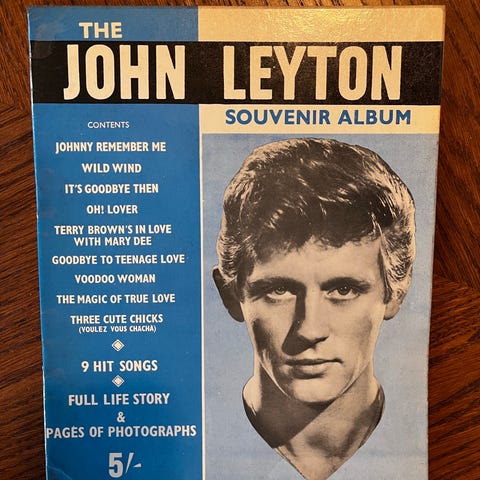 THE
JOHN LEYTON
SOUVENIR ALBUM
CONTENTS
JOHNNY REMEMBER ME
WILD WIND
IT'S GOODBYE THEN
OH! LOVER
TERRY BROWN'S IN LOVE
WITH MARY DEE
GOODBYE TO TEENAGE LOVE
VOODOO WOMAN
THE MAGIC OF TRUE LOVE
THREE CUTE CHICKS
(VOULEZ VOUS CHACHA)
9 HIT SONGS
FULL LIFE STORY
&
PAGES OF PHOTOGRAPHS
5/-